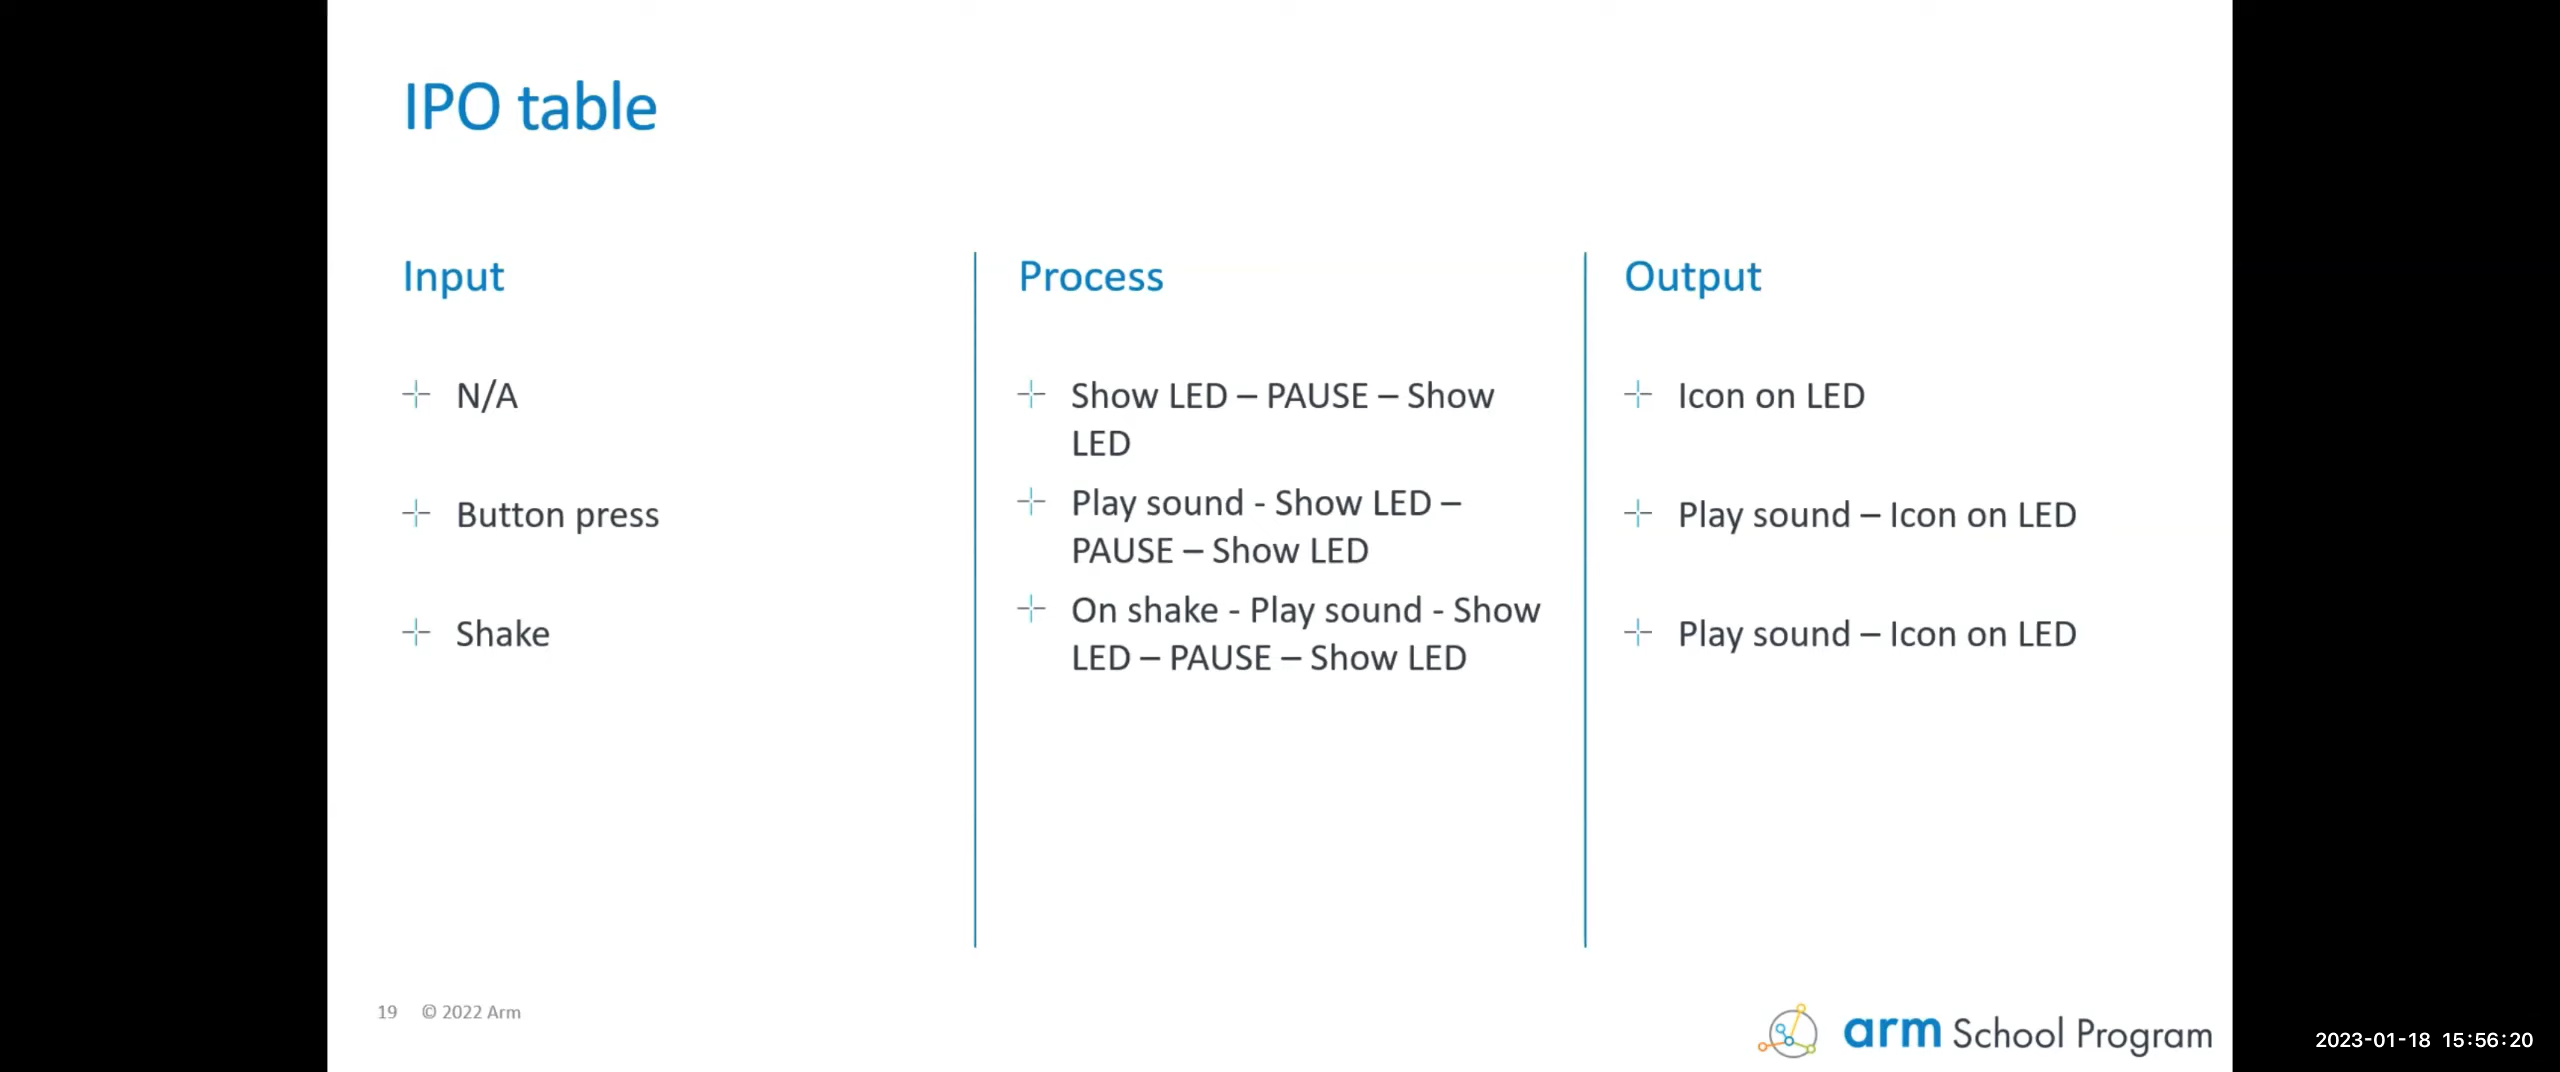 IPO table
Input
N/A
Button press
Shake
Process
Show LED – PAUSE – Show
LED
Play sound - Show LED –
PAUSE – Show LED
On shake - Play sound - Show
LED – PAUSE – Show LED
Output
Icon on LED
Play sound – Icon on LED
Play sound – Icon on LED
19 © 2022 Arm
arm School Program
2023-01-18 15:56:20